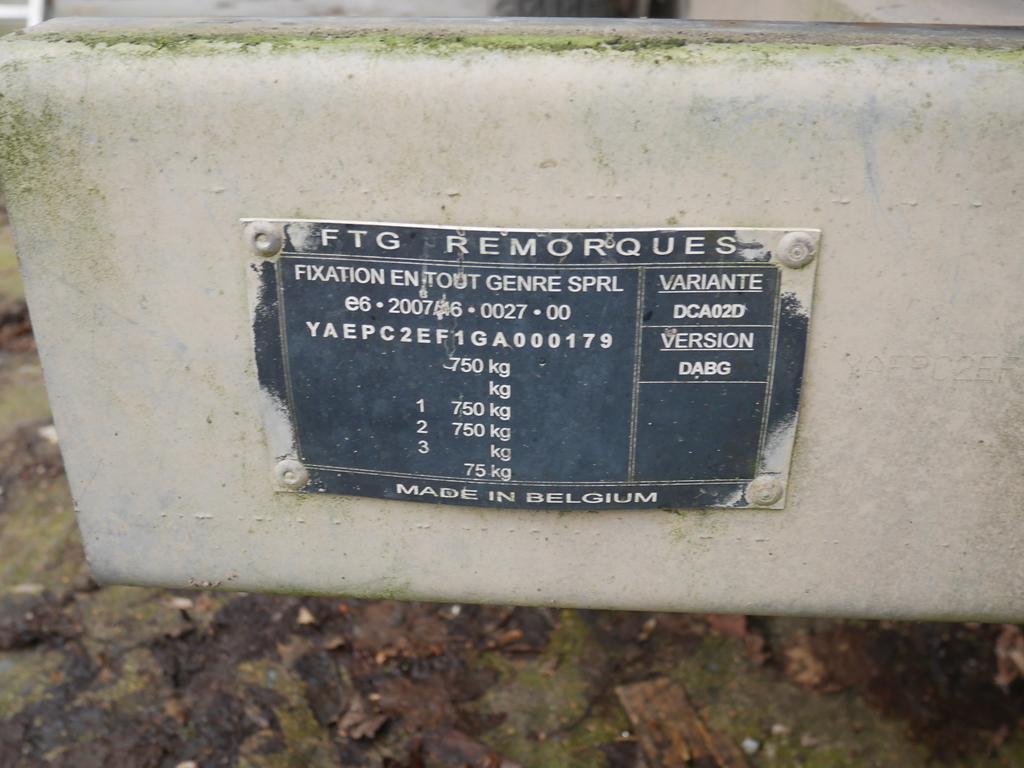 FTG REMORQUES
FIXATION EN TOUT GENRE SPRL
e6 • 2007/46 • 0027 • 00
YAEPC2EF1GA000179
750 kg
kg
1 750 kg
2 750 kg
3 kg
75 kg
VARIANTE
DCA02D
VERSION
DABG
MADE IN BELGIUM